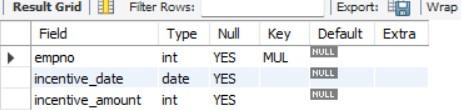 Result Grid Filter Rows: Export: Wrap
Field Type Null Key Default Extra
empno int YES MUL NULL
incentive_date date YES NULL
incentive_amount int YES NULL